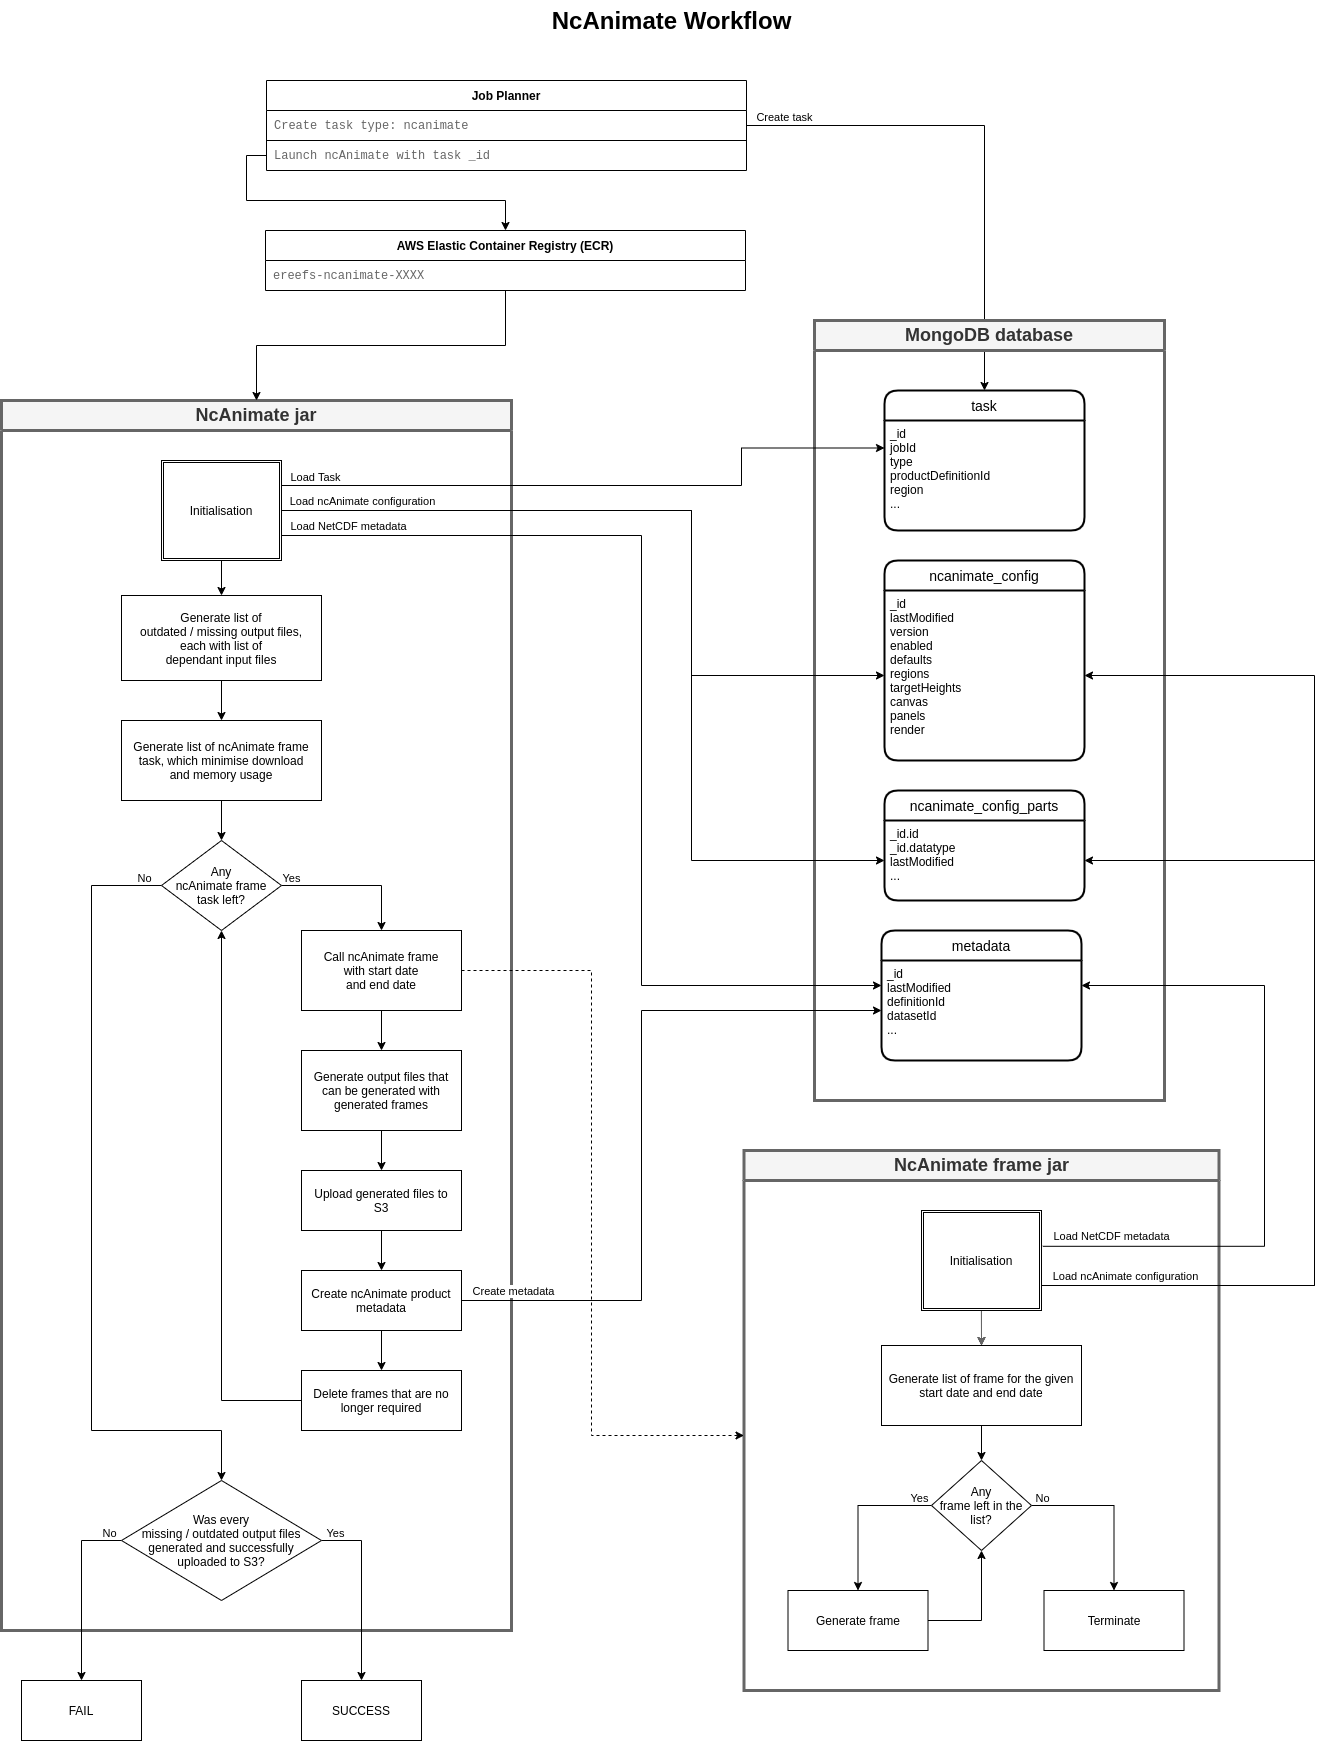 NcAnimate Workflow
Job Planner
Create task type: ncanimate
Launch ncAnimate with task _id
Create task
AWS Elastic Container Registry (ECR)
ereefs-ncanimate-XXXX
NcAnimate jar
Initialisation
Load Task
Load ncAnimate configuration
Load NetCDF metadata
Generate list of
outdated / missing output files,
each with list of
dependant input files
Generate list of ncAnimate frame
task, which minimise download
and memory usage
Any
ncAnimate frame
task left?
No
Yes
Call ncAnimate frame
with start date
and end date
Generate output files that
can be generated with
generated frames
Upload generated files to
S3
Create ncAnimate product
metadata
Create metadata
Delete frames that are no
longer required
Was every
missing / outdated output files
generated and successfully
uploaded to S3?
No
Yes
FAIL
SUCCESS
MongoDB database
task
_id
jobId
type
productDefinitionId
region
...
ncanimate_config
_id
lastModified
version
enabled
defaults
regions
targetHeights
canvas
panels
render
ncanimate_config_parts
_id.id
_id.datatype
lastModified
...
metadata
_id
lastModified
definitionId
datasetId
...
NcAnimate frame jar
Initialisation
Load NetCDF metadata
Load ncAnimate configuration
Generate list of frame for the given
start date and end date
Any
frame left in the
list?
Yes
No
Generate frame
Terminate